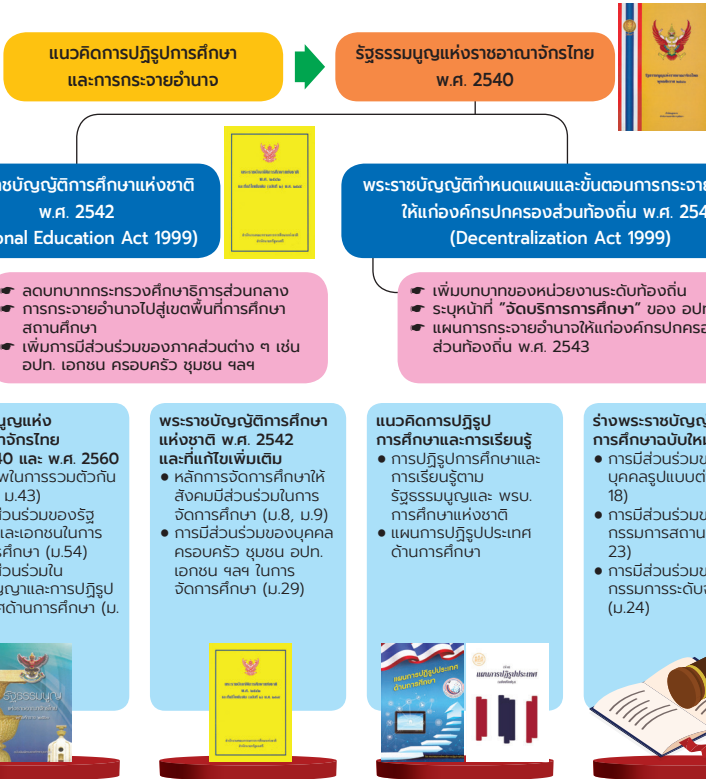 แนวคิดการปฏิรูปการศึกษา
และการกระจายอำนาจ
รัฐธรรมนูญแห่งราชอาณาจักรไทย
พ.ศ. 2540
ชบัญญัติการศึกษาแห่งชาติ
พ.ศ. 2542
onal Education Act 1999)
พระราชบัญญัติกำหนดแผนและขั้นตอนการกระจาย
ให้แก่องค์กรปกครองส่วนท้องถิ่น พ.ศ. 254
(Decentralization Act 1999)
ลดบทบาทกระทรวงศึกษาธิการส่วนกลาง
การกระจายอำนาจไปสู่เขตพื้นที่การศึกษา
สถานศึกษา
เพิ่มการมีส่วนร่วมของภาคส่วนต่าง ๆ เช่น
อปท. เอกชน ครอบครัว ชุมชน ฯลฯ
เพิ่มบทบาทของหน่วยงานระดับท้องถิ่น
ระบุหน้าที่ "จัดบริการการศึกษา" ของ อป
แผนการกระจายอำนาจให้แก่องค์กรปกครอ
ส่วนท้องถิ่น พ.ศ. 2543
นูญแห่ง
าจักรไทย
40 และ พ.ศ. 2560
พในการรวมตัวกัน
ม.43)
ส่วนร่วมของรัฐ
และเอกชนในการ
รศึกษา (ม.54)
ส่วนร่วมใน
ญญาและการปฏิรูป
ศด้านการศึกษา (ม.
พระราชบัญญัติการศึกษา
แห่งชาติ พ.ศ. 2542
และที่แก้ไขเพิ่มเติม
● หลักการจัดการศึกษาให้
สังคมมีส่วนร่วมในการ
จัดการศึกษา (ม.8, ม.9)
● การมีส่วนร่วมของบุคคล
ครอบครัว ชุมชน อปท.
เอกชน ฯลฯ ในการ
จัดการศึกษา (ม.29)
แนวคิดการปฏิรูป
การศึกษาและการเรียนรู้
● การปฏิรูปการศึกษาและ
การเรียนรู้ตาม
รัฐธรรมนูญและ พรบ.
การศึกษาแห่งชาติ
● แผนการปฏิรูปประเทศ
ด้านการศึกษา
ร่างพระราชบัญญ
การศึกษาฉบับใหม
● การมีส่วนร่วมข
บุคคลรูปแบบต่
18)
● การมีส่วนร่วมข
กรรมการสถาน
23)
● การมีส่วนร่วมข
กรรมการระดับจ
(ม.24)
รัฐธรรมนูญ
แผนการปฏิรูปประเทศ
ด้านการศึกษา
แผนการปฏิรูปประเทศ